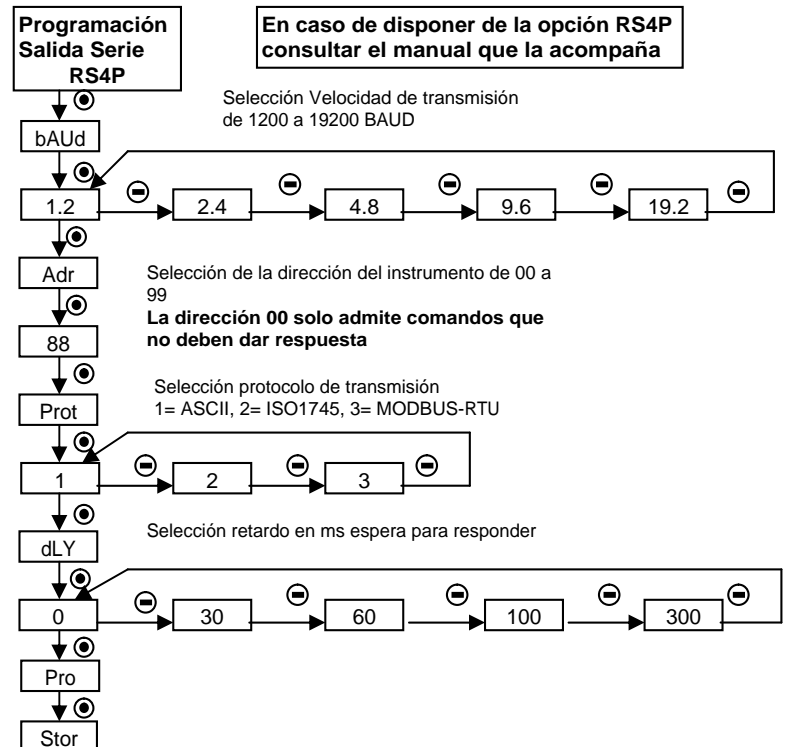 Programación
Salida Serie
RS4P
En caso de disponer de la opción RS4P
consultar el manual que la acompaña
Selección Velocidad de transmisión
de 1200 a 19200 BAUD
bAUd
1.2
2.4
4.8
9.6
19.2
Adr
Selección de la dirección del instrumento de 00 a
99
La dirección 00 solo admite comandos que
no deben dar respuesta
88
Selección protocolo de transmisión
1= ASCII, 2= ISO1745, 3= MODBUS-RTU
Prot
1
2
3
Selección retardo en ms espera para responder
dLY
0
30
60
100
300
Pro
Stor